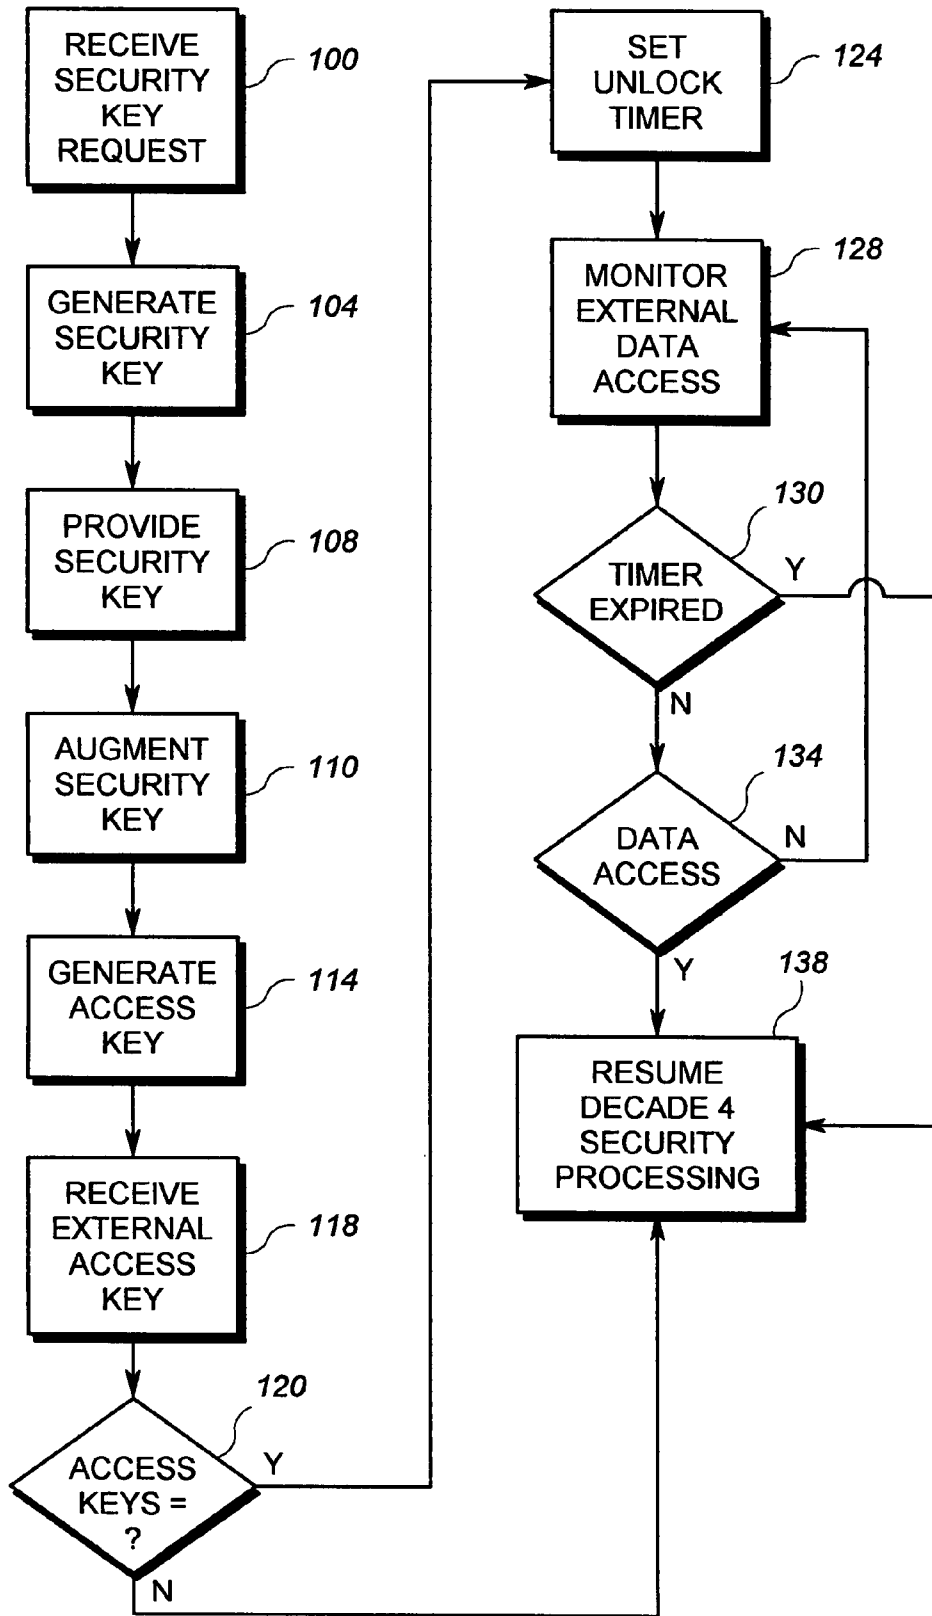 RECEIVE
SECURITY
KEY
REQUEST
100
GENERATE
SECURITY
KEY
104
PROVIDE
SECURITY
KEY
108
AUGMENT
SECURITY
KEY
110
GENERATE
ACCESS
KEY
114
RECEIVE
EXTERNAL
ACCESS
KEY
118
120
ACCESS
KEYS =
?
Y
N
SET
UNLOCK
TIMER
124
MONITOR
EXTERNAL
DATA
ACCESS
128
130
TIMER
EXPIRED
Y
N
134
DATA
ACCESS
N
Y
138
RESUME
DECADE 4
SECURITY
PROCESSING